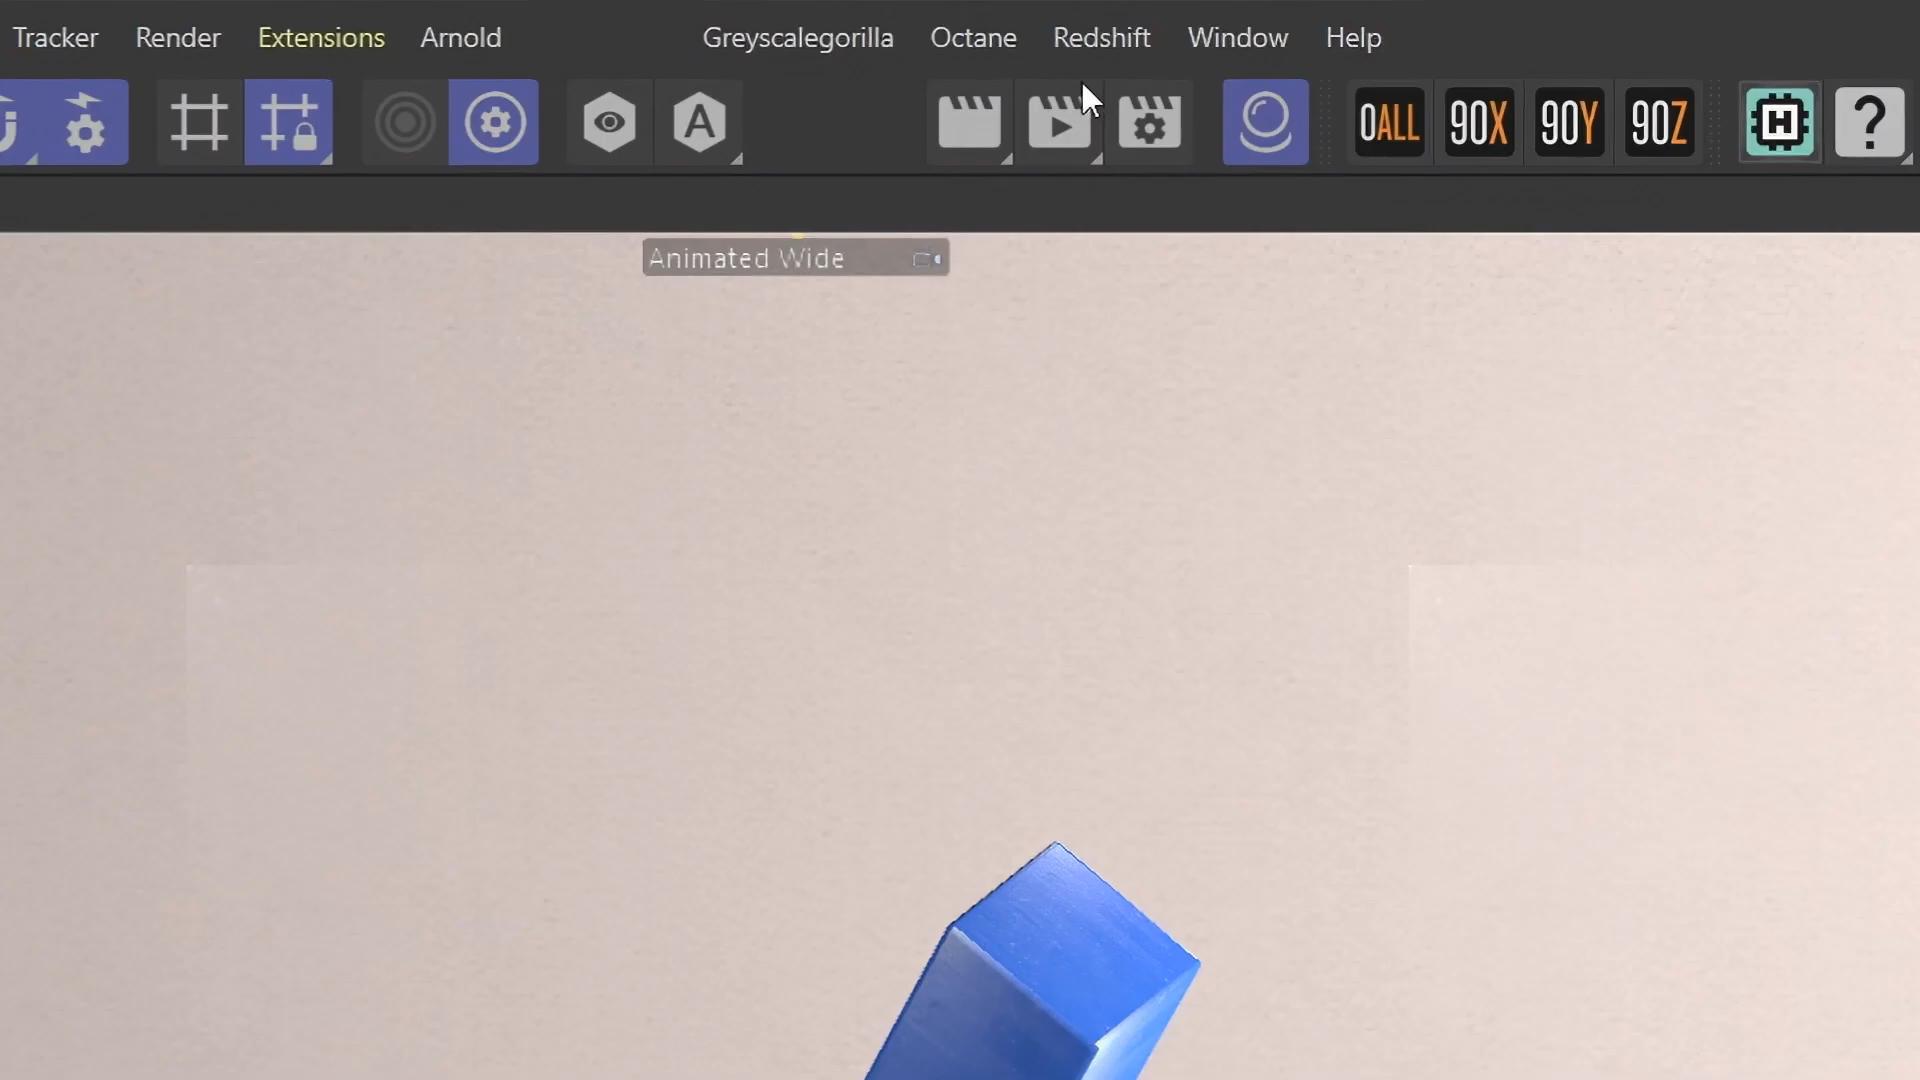 Tracker Render Extensions Arnold Greyscalegorilla Octane Redshift Window Help
A 0ALL 90X 90Y 90Z H ?
Animated Wide